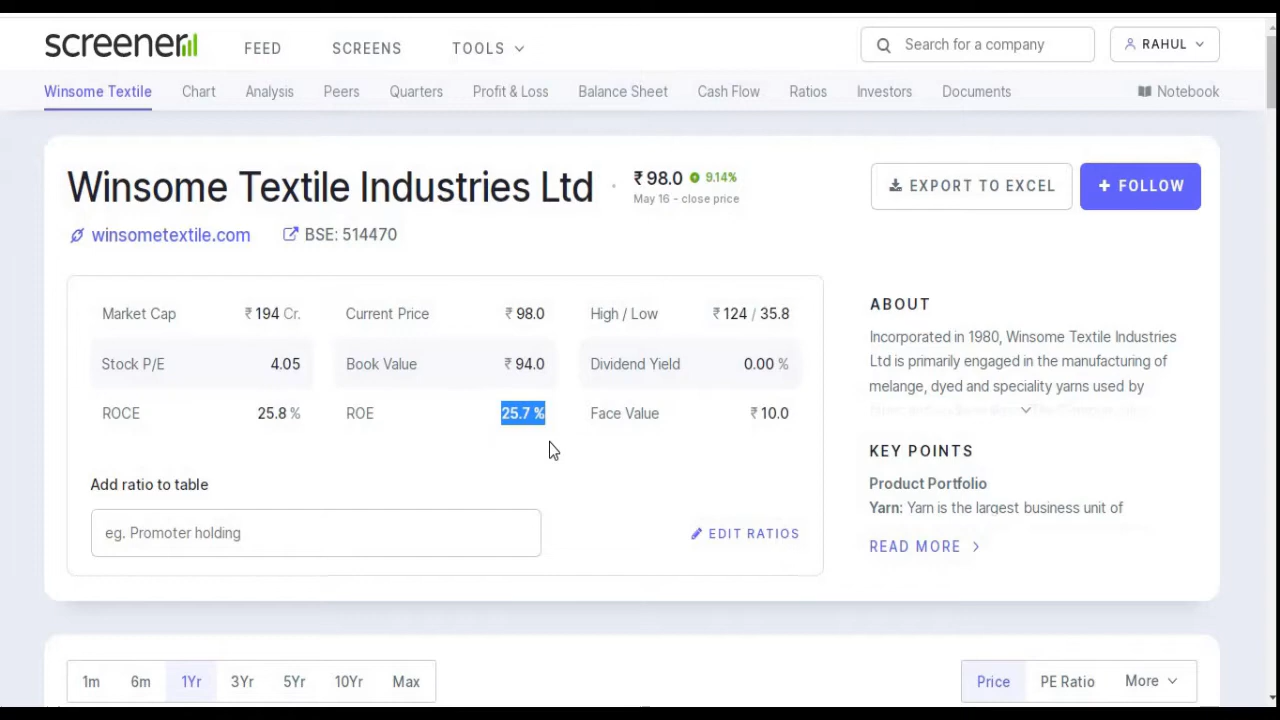 screener FEED SCREENS TOOLS Search for a company RAHUL
Winsome Textile Chart Analysis Peers Quarters Profit & Loss Balance Sheet Cash Flow Ratios Investors Documents Notebook
Winsome Textile Industries Ltd
₹ 98.0 9.14%
May 16 - close price
EXPORT TO EXCEL
+ FOLLOW
winsometextile.com BSE: 514470
Market Cap ₹ 194 Cr. Current Price ₹ 98.0 High / Low ₹ 124 / 35.8
Stock P/E 4.05 Book Value ₹ 94.0 Dividend Yield 0.00 %
ROCE 25.8 % ROE 25.7 % Face Value ₹ 10.0
Add ratio to table
eg. Promoter holding
EDIT RATIOS
ABOUT
Incorporated in 1980, Winsome Textile Industries
Ltd is primarily engaged in the manufacturing of
melange, dyed and speciality yarns used by
KEY POINTS
Product Portfolio
Yarn: Yarn is the largest business unit of
READ MORE
1m 6m 1Yr 3Yr 5Yr 10Yr Max Price PE Ratio More